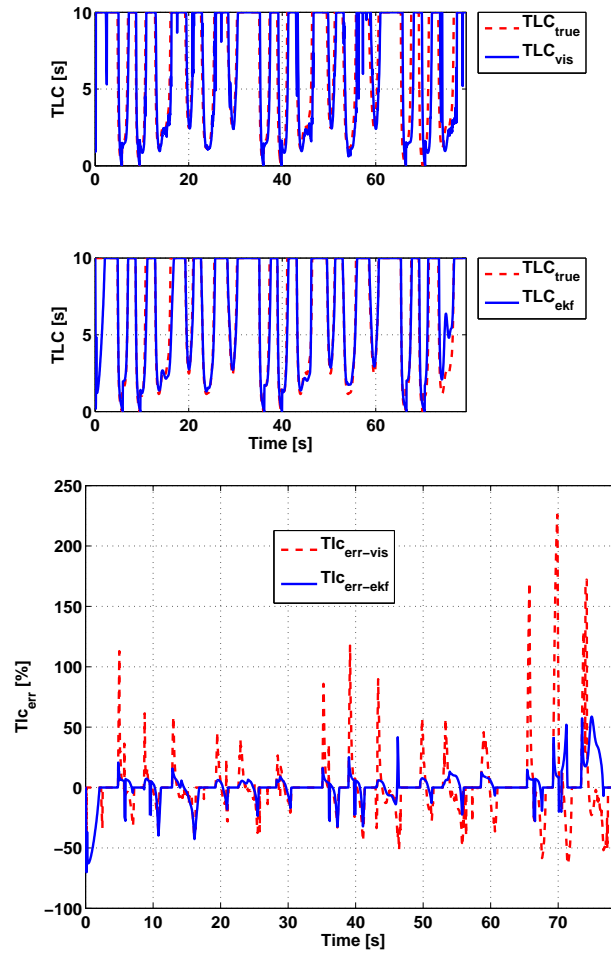 10
5
0
TLC [s]
0
20
40
60
TLC_true
TLC_vis
10
5
0
TLC [s]
0
20
40
60
Time [s]
TLC_true
TLC_ekf
250
200
150
100
50
0
−50
−100
Tlc_err [%]
0
10
20
30
40
50
60
70
Time [s]
Tlc_err−vis
Tlc_err−ekf